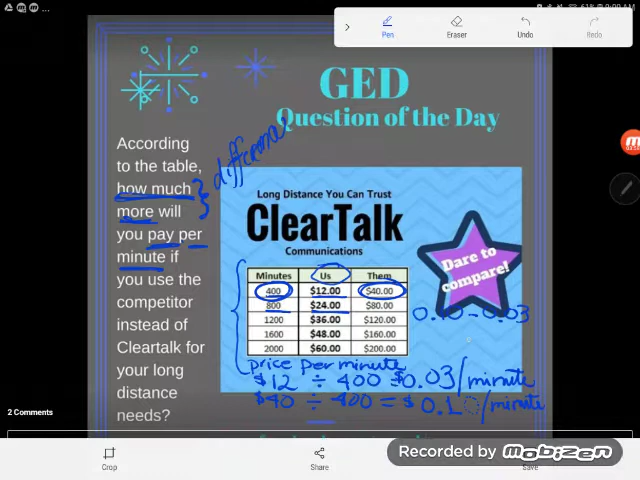 61% 9:00 AM
Pen
Eraser
Undo
Redo
GED
Question of the Day
According
to the table,
how much
more will
you pay per
minute if
you use the
competitor
instead of
Cleartalk for
your long
distance
needs?
difference
Long Distance You Can Trust
ClearTalk
Communications
Dare to
compare!
Minutes Us Them
400 $12.00 $40.00
800 $24.00 $80.00
1200 $36.00 $120.00
1600 $48.00 $160.00
2000 $60.00 $200.00
0.10 - 0.03
price per minute
$12 ÷ 400 = $0.03/minute
$40 ÷ 400 = $0.10/minute
2 Comments
Crop
Share
Save
Recorded by Mobizen